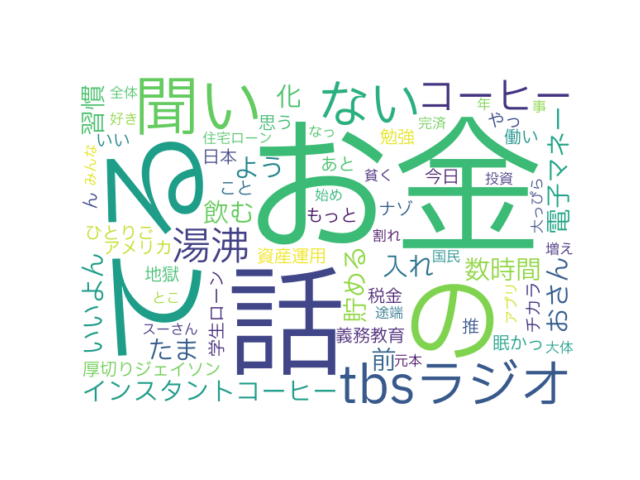 お金
の
話
る
て
聞い
ない
コーヒー
化
習慣
全体
好き
みんな
いい
ん
日本
住宅ローン
思う
なっ
勉強
完済
年
事
やっ
働い
電子マネー
よう
あと
貧く
今日
投資
大っぴら
こと
始め
飲む
もっと
ナゾ
ひとりご
アメリカ
湯沸
割れ
国民
増え
資産運用
貯める
入れ
数時間
おさん
地獄
とこ
いいよん
スーさん
学生ローン
税金
途端
アプリ
チカラ
たま
義務教育
前
推
眠かっ
大体
元本
厚切りジェイソン
インスタントコーヒー
tbsラジオ